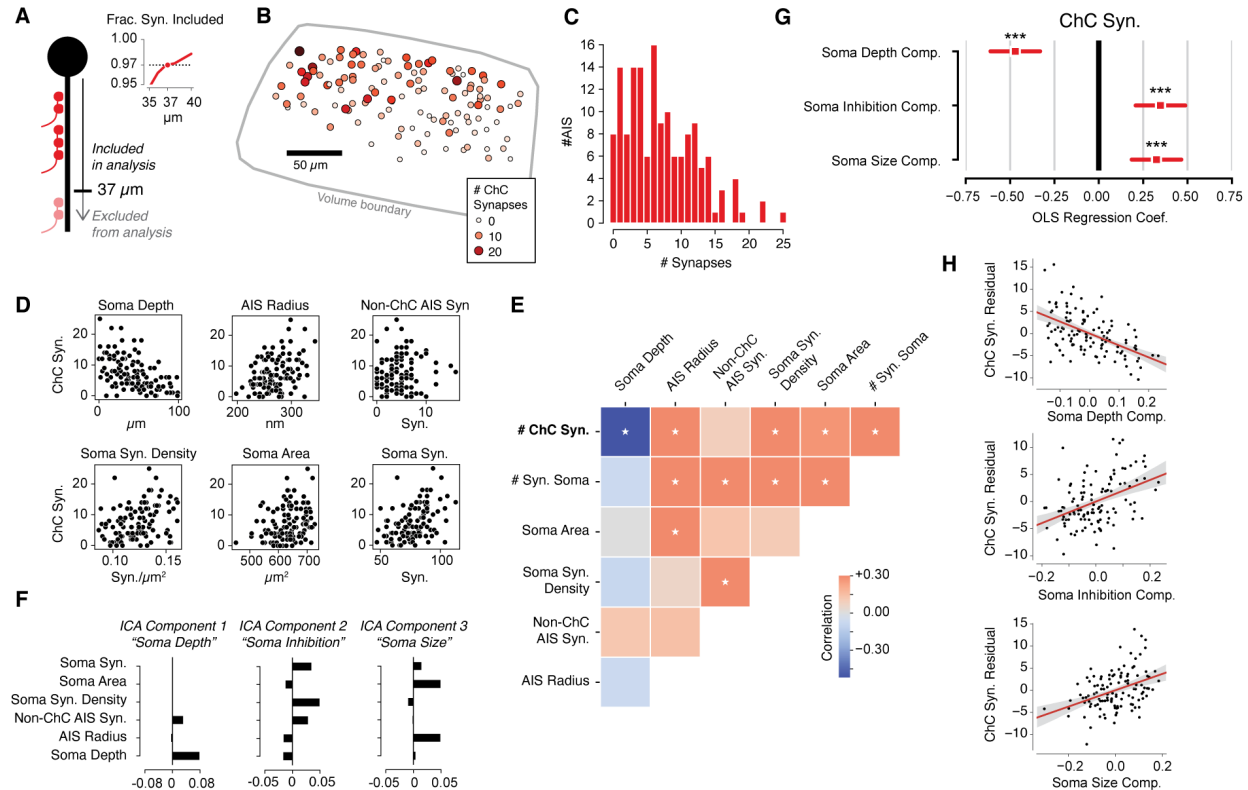 A
Frac. Syn. Included
1.00
0.97
0.95
35 37 40
µm
Included
in analysis
37 µm
Excluded
from analysis
B
50 µm
Volume boundary
# ChC
Synapses
0
10
20
C
16
14
12
10
8
6
4
2
0
#AIS
0 5 10 15 20 25
# Synapses
G
ChC Syn.
Soma Depth Comp.
***
Soma Inhibition Comp.
***
Soma Size Comp.
***
−0.75 −0.50 −0.25 0.00 0.25 0.50 0.75
OLS Regression Coef.
D
Soma Depth
AIS Radius
Non-ChC AIS Syn
ChC Syn.
20
10
0
0 100
µm
20
10
0
200 300
nm
20
10
0
0 10
Syn.
Soma Syn. Density
Soma Area
Soma Syn.
ChC Syn.
20
10
0
0.10 0.15
Syn./µm²
20
10
0
500 600 700
µm²
20
10
0
50 100
Syn.
E
Soma Depth
AIS Radius
Non-ChC
AIS Syn.
Soma Syn.
Density
Soma Area
# Syn. Soma
# ChC Syn.
# Syn. Soma
Soma Area
Soma Syn.
Density
Non-ChC
AIS Syn.
AIS Radius
Correlation
+0.30
0.00
−0.30
F
ICA Component 1
“Soma Depth”
ICA Component 2
“Soma Inhibition”
ICA Component 3
“Soma Size”
Soma Syn.
Soma Area
Soma Syn. Density
Non-ChC AIS Syn.
AIS Radius
Soma Depth
-0.08 0 0.08
-0.05 0 0.05
-0.05 0 0.05
H
ChC Syn. Residual
15
10
5
0
−5
−10
−0.1 0.0 0.1 0.2
Soma Depth Comp.
ChC Syn. Residual
10
5
0
−5
−10
−0.2 0.0 0.2
Soma Inhibition Comp.
ChC Syn. Residual
15
10
5
0
−5
−10
−0.2 0.0 0.2
Soma Size Comp.